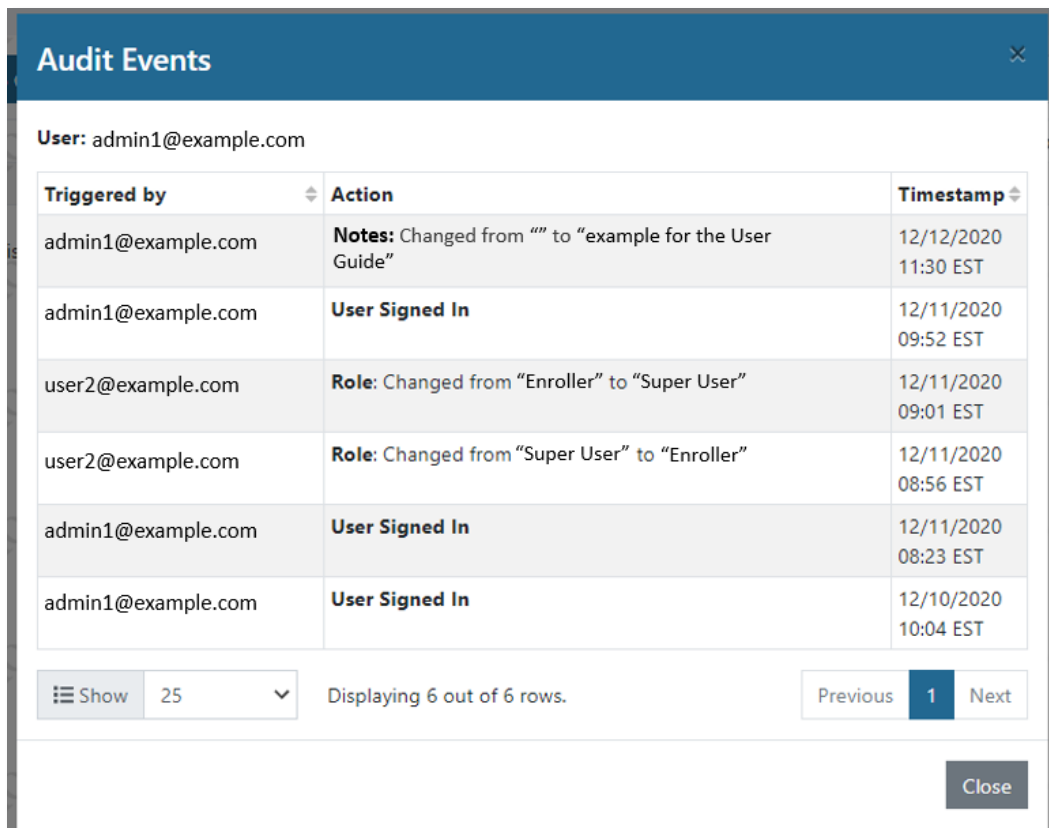 Audit Events
User: admin1@example.com
Triggered by Action Timestamp
admin1@example.com Notes: Changed from “” to “example for the User 12/12/2020
Guide” 11:30 EST
admin1@example.com User Signed In 12/11/2020
09:52 EST
user2@example.com Role: Changed from “Enroller” to “Super User” 12/11/2020
09:01 EST
user2@example.com Role: Changed from “Super User” to “Enroller” 12/11/2020
08:56 EST
admin1@example.com User Signed In 12/11/2020
08:23 EST
admin1@example.com User Signed In 12/10/2020
10:04 EST
Show 25 Displaying 6 out of 6 rows. Previous 1 Next
Close